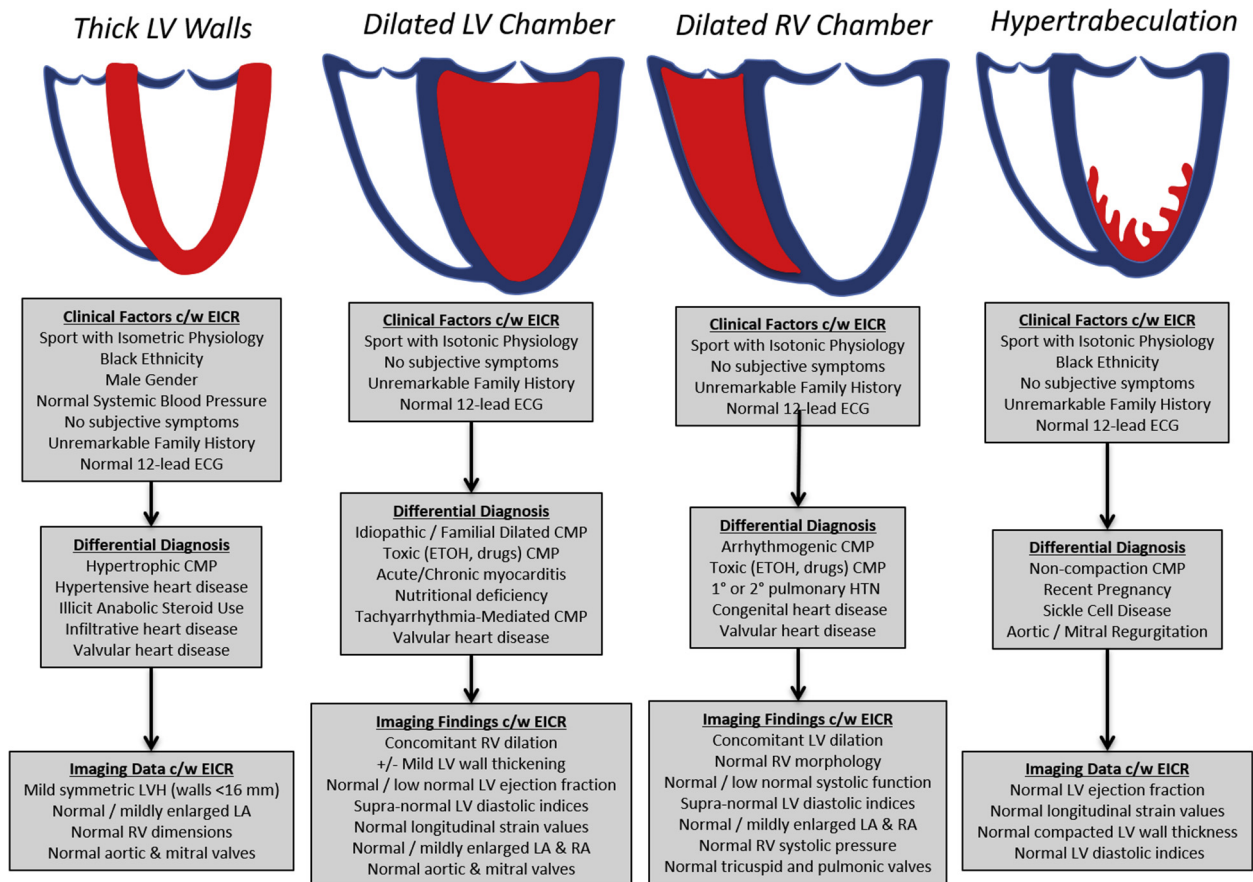 Thick LV Walls
Clinical Factors c/w EICR
Sport with Isometric Physiology
Black Ethnicity
Male Gender
Normal Systemic Blood Pressure
No subjective symptoms
Unremarkable Family History
Normal 12-lead ECG
Differential Diagnosis
Hypertrophic CMP
Hypertensive heart disease
Illicit Anabolic Steroid Use
Infiltrative heart disease
Valvular heart disease
Imaging Data c/w EICR
Mild symmetric LVH (walls <16 mm)
Normal / mildly enlarged LA
Normal RV dimensions
Normal aortic & mitral valves
Dilated LV Chamber
Clinical Factors c/w EICR
Sport with Isotonic Physiology
No subjective symptoms
Unremarkable Family History
Normal 12-lead ECG
Differential Diagnosis
Idiopathic / Familial Dilated CMP
Toxic (ETOH, drugs) CMP
Acute/Chronic myocarditis
Nutritional deficiency
Tachyarrhythmia-Mediated CMP
Valvular heart disease
Imaging Findings c/w EICR
Concomitant RV dilation
+/- Mild LV wall thickening
Normal / low normal LV ejection fraction
Supra-normal LV diastolic indices
Normal longitudinal strain values
Normal / mildly enlarged LA & RA
Normal aortic & mitral valves
Dilated RV Chamber
Clinical Factors c/w EICR
Sport with Isotonic Physiology
No subjective symptoms
Unremarkable Family History
Normal 12-lead ECG
Differential Diagnosis
Arrhythmogenic CMP
Toxic (ETOH, drugs) CMP
1° or 2° pulmonary HTN
Congenital heart disease
Valvular heart disease
Imaging Findings c/w EICR
Concomitant LV dilation
Normal RV morphology
Normal / low normal systolic function
Supra-normal LV diastolic indices
Normal / mildly enlarged LA & RA
Normal RV systolic pressure
Normal tricuspid and pulmonic valves
Hypertrabeculation
Clinical Factors c/w EICR
Sport with Isotonic Physiology
Black Ethnicity
No subjective symptoms
Unremarkable Family History
Normal 12-lead ECG
Differential Diagnosis
Non-compaction CMP
Recent Pregnancy
Sickle Cell Disease
Aortic / Mitral Regurgitation
Imaging Data c/w EICR
Normal LV ejection fraction
Normal longitudinal strain values
Normal compacted LV wall thickness
Normal LV diastolic indices